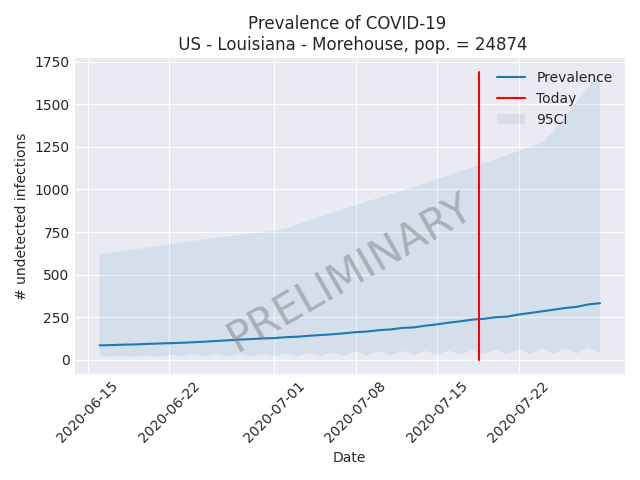 Prevalence of COVID-19
US - Louisiana - Morehouse, pop. = 24874
1750
1500
1250
1000
750
500
250
0
# undetected infections
Prevalence
Today
95CI
PRELIMINARY
2020-06-15
2020-06-22
2020-07-01
2020-07-08
2020-07-15
2020-07-22
Date